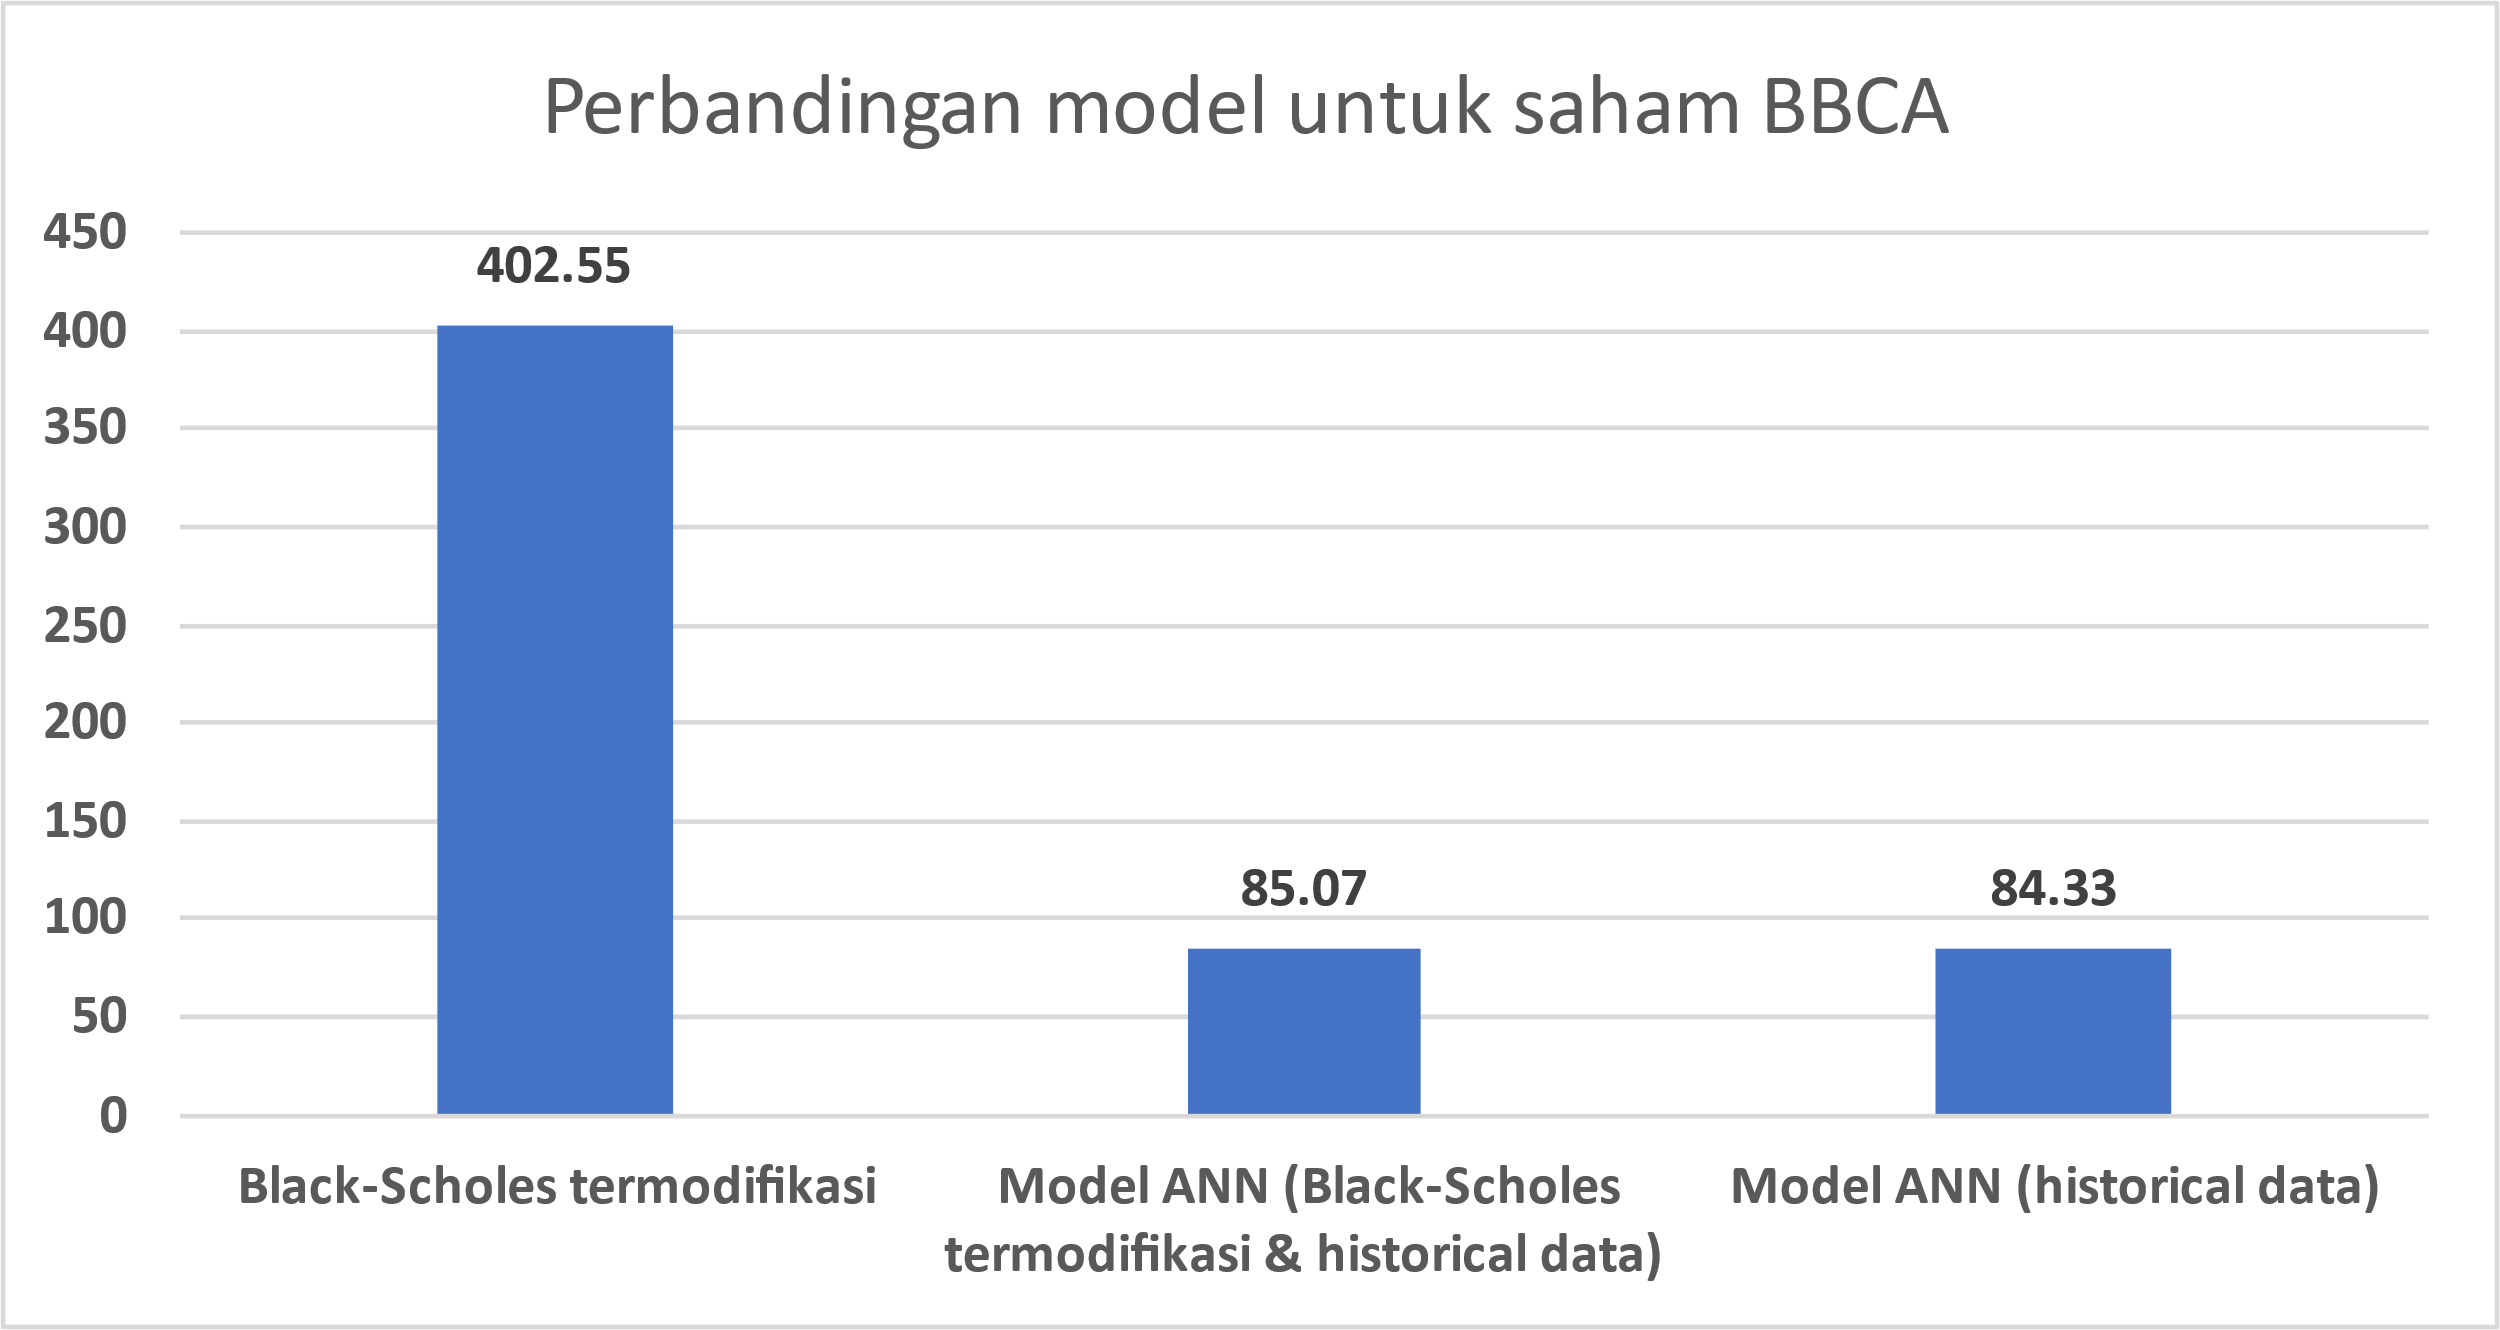 Perbandingan model untuk saham BBCA
450
402.55
400
350
300
250
200
150
85.07
84.33
100
50
0
Black-Scholes termodifikasi
Model ANN (Black-Scholes
termodifikasi & historical data)
Model ANN (historical data)